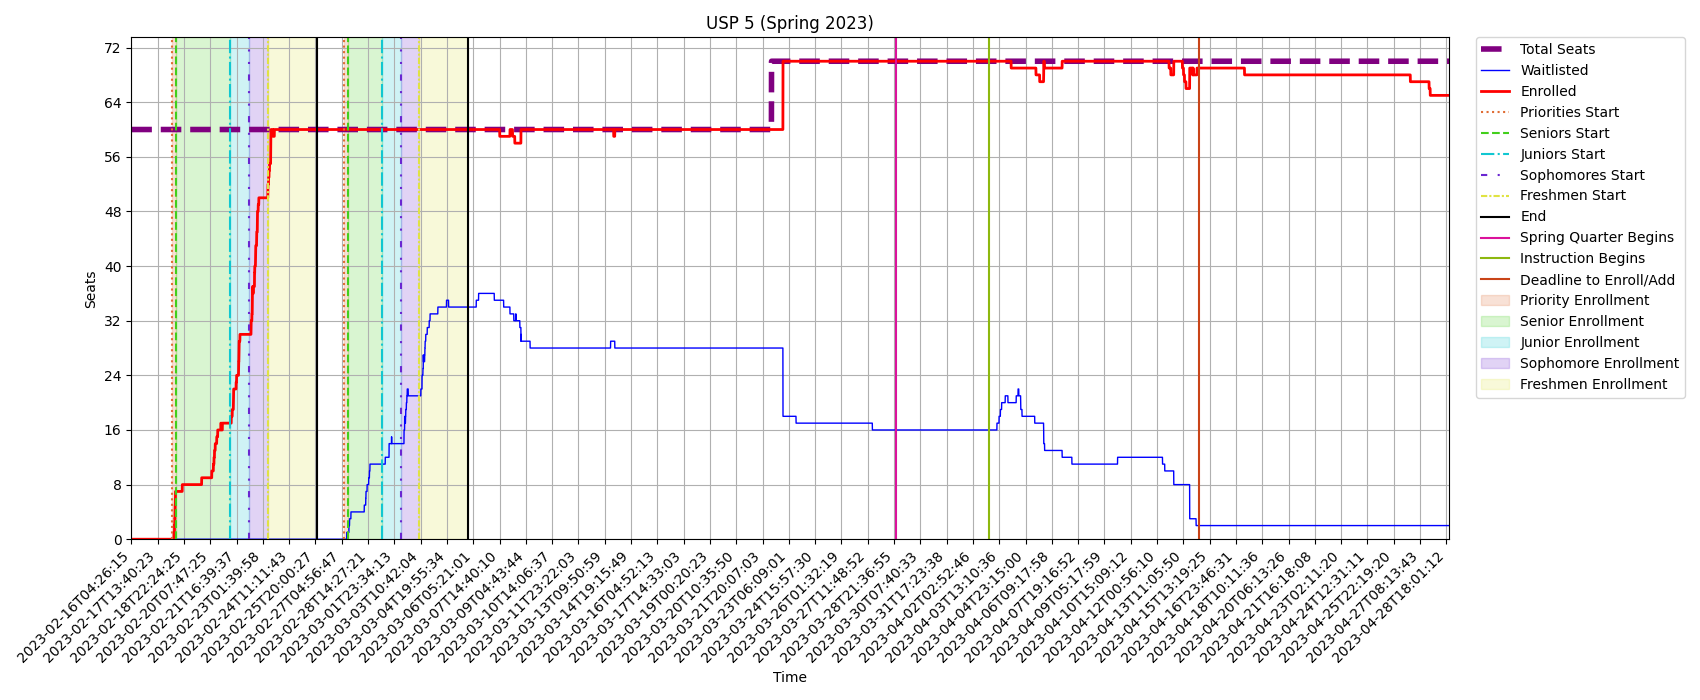 USP 5 (Spring 2023)
Seats
72
64
56
48
40
32
24
16
8
0
2023-02-16T04:26:15
2023-02-17T13:40:23
2023-02-18T22:24:25
2023-02-20T07:47:25
2023-02-21T16:39:37
2023-02-23T01:39:58
2023-02-24T11:11:43
2023-02-25T20:00:27
2023-02-27T04:56:47
2023-02-28T14:27:21
2023-03-01T23:34:13
2023-03-03T10:42:04
2023-03-04T19:55:34
2023-03-06T05:21:01
2023-03-07T14:40:10
2023-03-09T04:43:44
2023-03-10T14:06:37
2023-03-11T23:22:03
2023-03-13T09:50:59
2023-03-14T19:15:49
2023-03-16T04:52:13
2023-03-17T14:33:03
2023-03-19T00:20:23
2023-03-20T10:35:50
2023-03-21T20:07:03
2023-03-23T06:09:01
2023-03-24T15:57:30
2023-03-26T01:32:19
2023-03-27T11:48:52
2023-03-28T21:36:55
2023-03-30T07:40:33
2023-03-31T17:23:38
2023-04-02T02:52:46
2023-04-03T13:10:36
2023-04-04T23:15:00
2023-04-06T09:17:58
2023-04-07T19:16:52
2023-04-09T05:17:59
2023-04-10T15:09:12
2023-04-12T00:56:10
2023-04-13T11:05:50
2023-04-15T13:19:25
2023-04-16T23:46:31
2023-04-18T10:11:36
2023-04-20T06:13:26
2023-04-21T16:18:08
2023-04-23T02:11:20
2023-04-24T12:31:11
2023-04-25T22:19:20
2023-04-27T08:13:43
2023-04-28T18:01:12
Time
Total Seats
Waitlisted
Enrolled
Priorities Start
Seniors Start
Juniors Start
Sophomores Start
Freshmen Start
End
Spring Quarter Begins
Instruction Begins
Deadline to Enroll/Add
Priority Enrollment
Senior Enrollment
Junior Enrollment
Sophomore Enrollment
Freshmen Enrollment